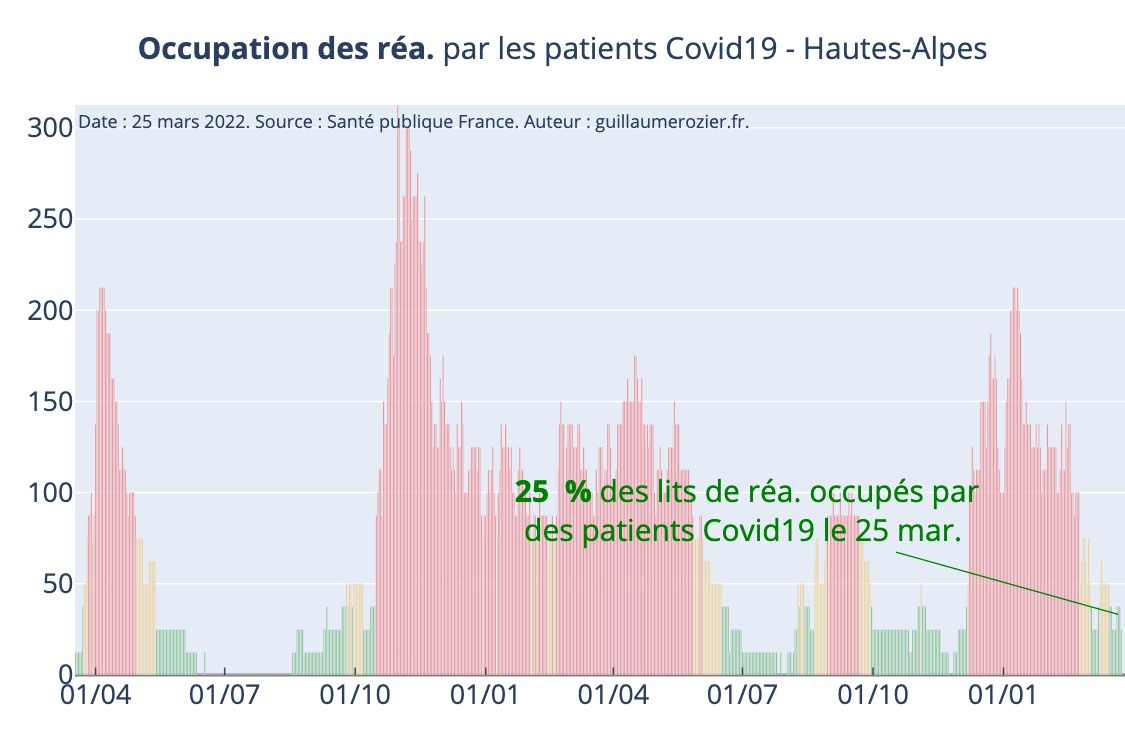 Occupation des réa. par les patients Covid19 - Hautes-Alpes
Date : 25 mars 2022. Source : Santé publique France. Auteur : guillaumerozier.fr.
300
250
200
150
100
50
0
25  % des lits de réa. occupés par
des patients Covid19 le 25 mar.
01/04 01/07 01/10 01/01 01/04 01/07 01/10 01/01